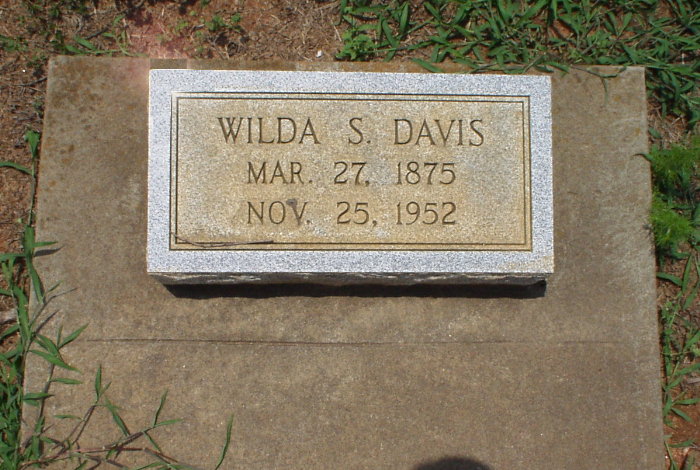 WILDA S. DAVIS
MAR. 27, 1875
NOV. 25, 1952